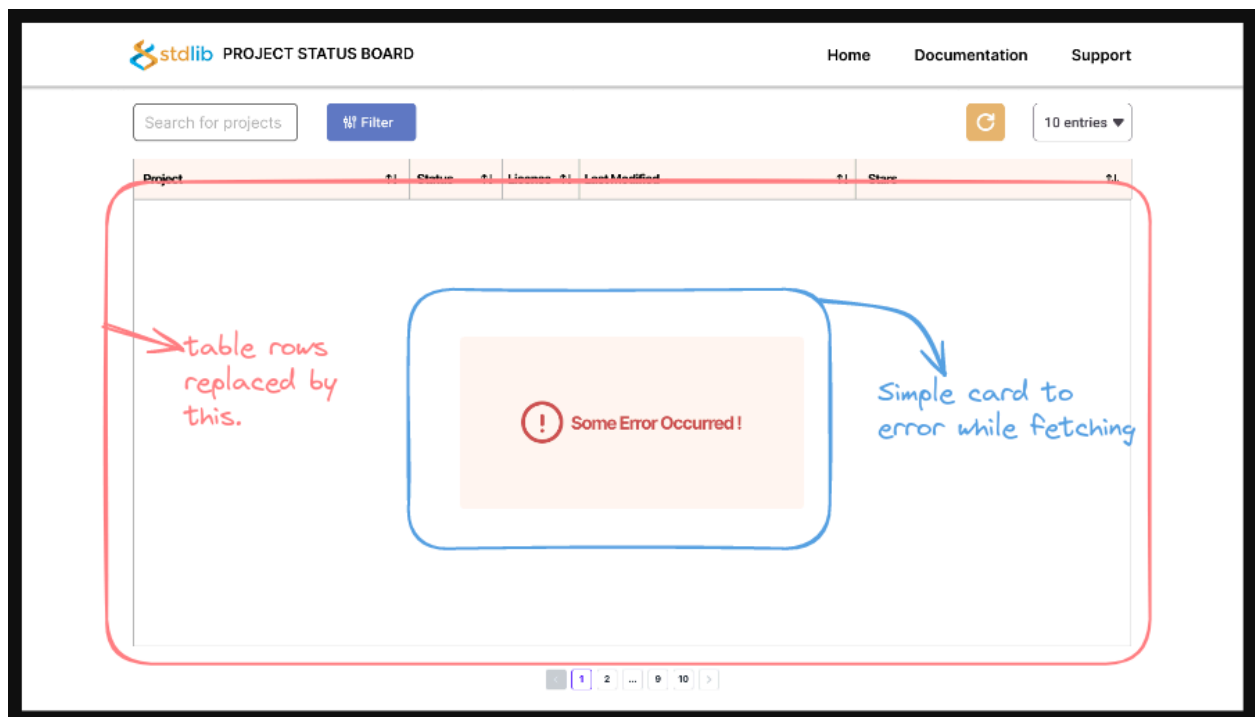 stdlib PROJECT STATUS BOARD Home Documentation Support
Search for projects Filter 10 entries
Project Status License Last Modified Stars
table rows
replaced by
this.
Simple card to
error while fetching
Some Error Occurred !
1 2 ... 9 10